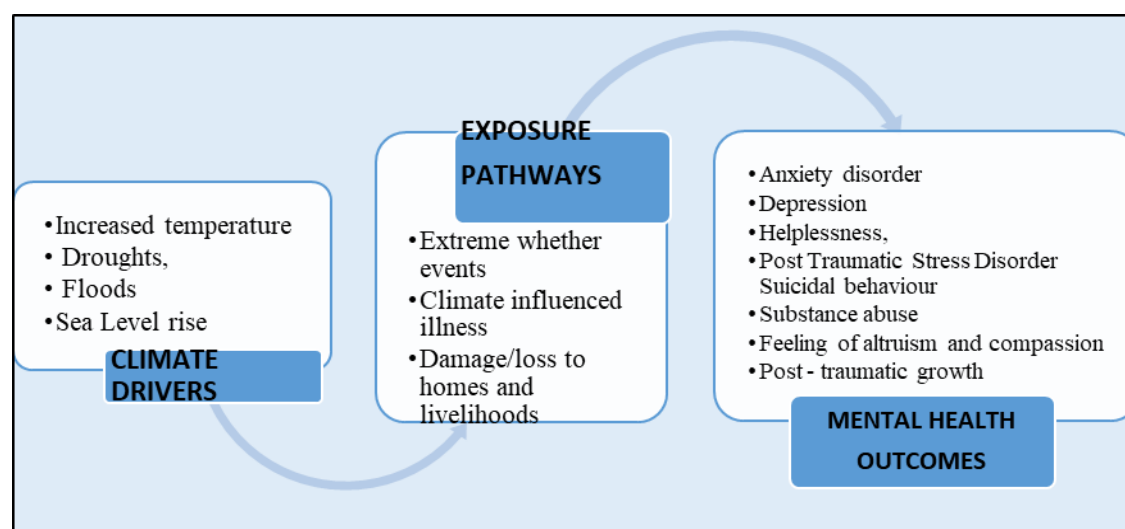 •Increased temperature
• Droughts,
• Floods
•Sea Level rise
CLIMATE
DRIVERS
EXPOSURE
PATHWAYS
•Extreme whether
events
•Climate influenced
illness
•Damage/loss to
homes and
livelihoods
•Anxiety disorder
•Depression
•Helplessness,
•Post Traumatic Stress Disorder
Suicidal behaviour
•Substance abuse
•Feeling of altruism and compassion
•Post - traumatic growth
MENTAL HEALTH
OUTCOMES